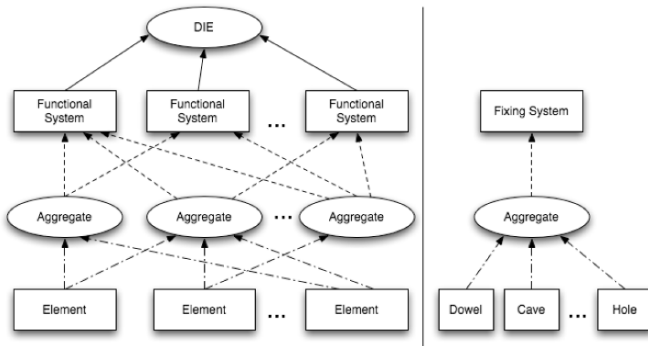 DIE
Functional
System
Functional
System
...
Functional
System
Aggregate
Aggregate
...
Aggregate
Element
Element
...
Element
Fixing System
Aggregate
Dowel
Cave
...
Hole